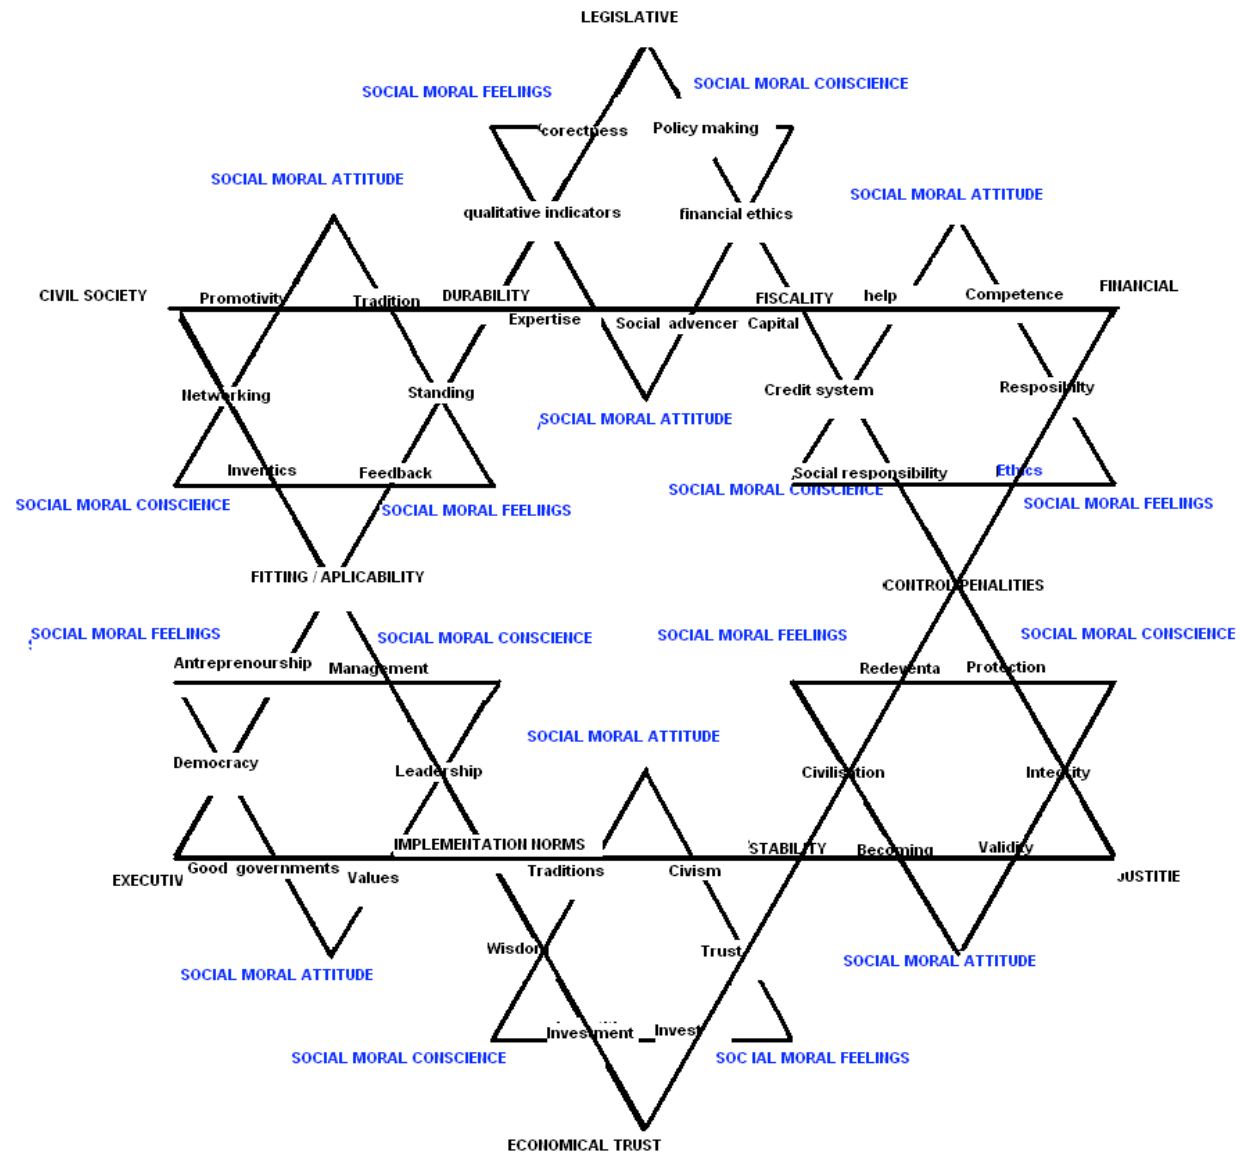 LEGISLATIVE
SOCIAL MORAL FEELINGS
SOCIAL MORAL CONSCIENCE
corectness
Policy making
SOCIAL MORAL ATTITUDE
SOCIAL MORAL ATTITUDE
qualitative indicators
financial ethics
CIVIL SOCIETY
Promotivity
Tradition
DURABILITY
FISCALITY
help
Competence
FINANCIAL
Expertise
Social advencer
Capital
Networking
Standing
Credit system
Resposibilty
SOCIAL MORAL ATTITUDE
Inventics
Feedback
Social responsibility
Ethics
SOCIAL MORAL CONSCIENCE
SOCIAL MORAL FEELINGS
SOCIAL MORAL CONSCIENCE
SOCIAL MORAL FEELINGS
FITTING / APLICABILITY
CONTROL PENALITIES
SOCIAL MORAL FEELINGS
SOCIAL MORAL CONSCIENCE
SOCIAL MORAL FEELINGS
SOCIAL MORAL CONSCIENCE
Antreprenourship
Management
Redeventa
Protection
SOCIAL MORAL ATTITUDE
Democracy
Leadership
Civilisation
Integrity
IMPLEMENTATION NORMS
STABILITY
Becoming
Validity
EXECUTIV
Good governments
Values
Traditions
Civism
JUSTITIE
Wisdom
Trust
SOCIAL MORAL ATTITUDE
SOCIAL MORAL ATTITUDE
Investment
Invest
SOCIAL MORAL CONSCIENCE
SOC IAL MORAL FEELINGS
ECONOMICAL TRUST